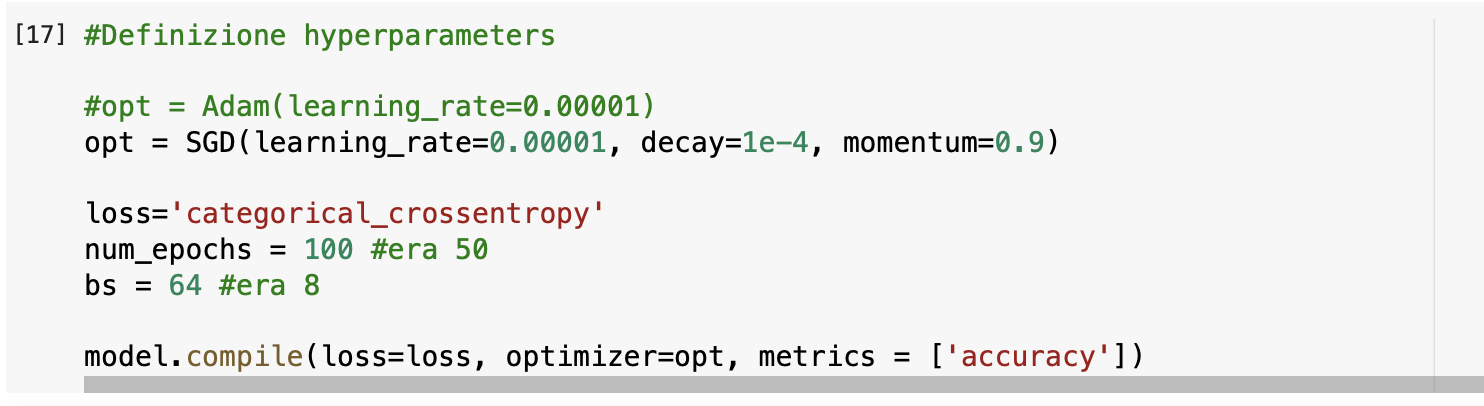 [17] #Definizione hyperparameters
#opt = Adam(learning_rate=0.00001)
opt = SGD(learning_rate=0.00001, decay=1e-4, momentum=0.9)
loss='categorical_crossentropy'
num_epochs = 100 #era 50
bs = 64 #era 8
model.compile(loss=loss, optimizer=opt, metrics = ['accuracy'])